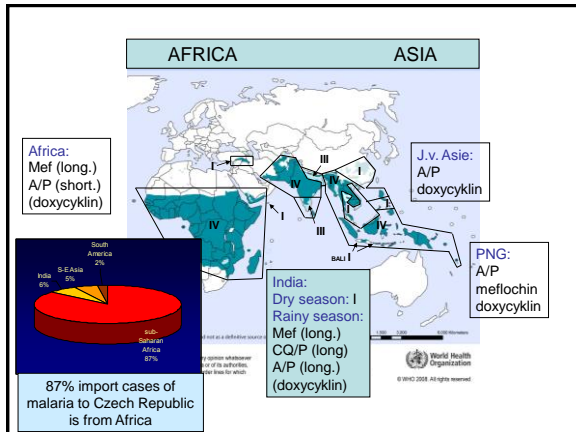 AFRICA ASIA
Africa:
Mef (long.)
A/P (short.)
(doxycyklin)
I
IV
III
IV
I
III
IV
I
I
I
IV
BALI I
J.v. Asie:
A/P
doxycyklin
PNG:
A/P
meflochin
doxycyklin
South
America
2%
S-E Asia
5%
India
6%
sub-
Saharan
Africa
87%
India:
Dry season: I
Rainy season:
Mef (long.)
CQ/P (long)
A/P (long.)
(doxycyklin)
87% import cases of
malaria to Czech Republic
is from Africa
World Health
Organization
© WHO 2008. All rights reserved